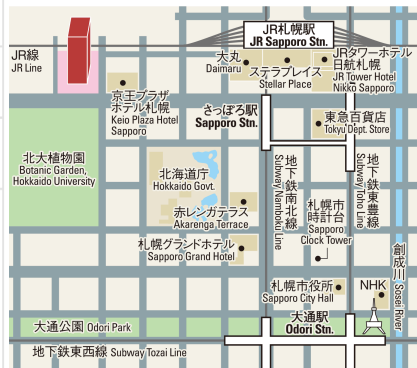 JR札幌駅
JR Sapporo Stn.
JR線
JR Line
大丸
Daimaru
ステラプレイス
Stellar Place
JRタワーホテル
日航札幌
JR Tower Hotel
Nikko Sapporo
京王プラザ
ホテル札幌
Keio Plaza Hotel
Sapporo
さっぽろ駅
Sapporo Stn.
東急百貨店
Tokyu Dept. Store
北大植物園
Botanic Garden,
Hokkaido University
北海道庁
Hokkaido Govt.
地下鉄南北線
Subway Namboku Line
地下鉄東豊線
Subway Toho Line
赤レンガテラス
Akarenga Terrace
札幌市
時計台
Sapporo
Clock Tower
札幌グランドホテル
Sapporo Grand Hotel
創成川
Sosei River
札幌市役所
Sapporo City Hall
NHK
大通駅
Odori Stn.
大通公園 Odori Park
地下鉄東西線 Subway Tozai Line